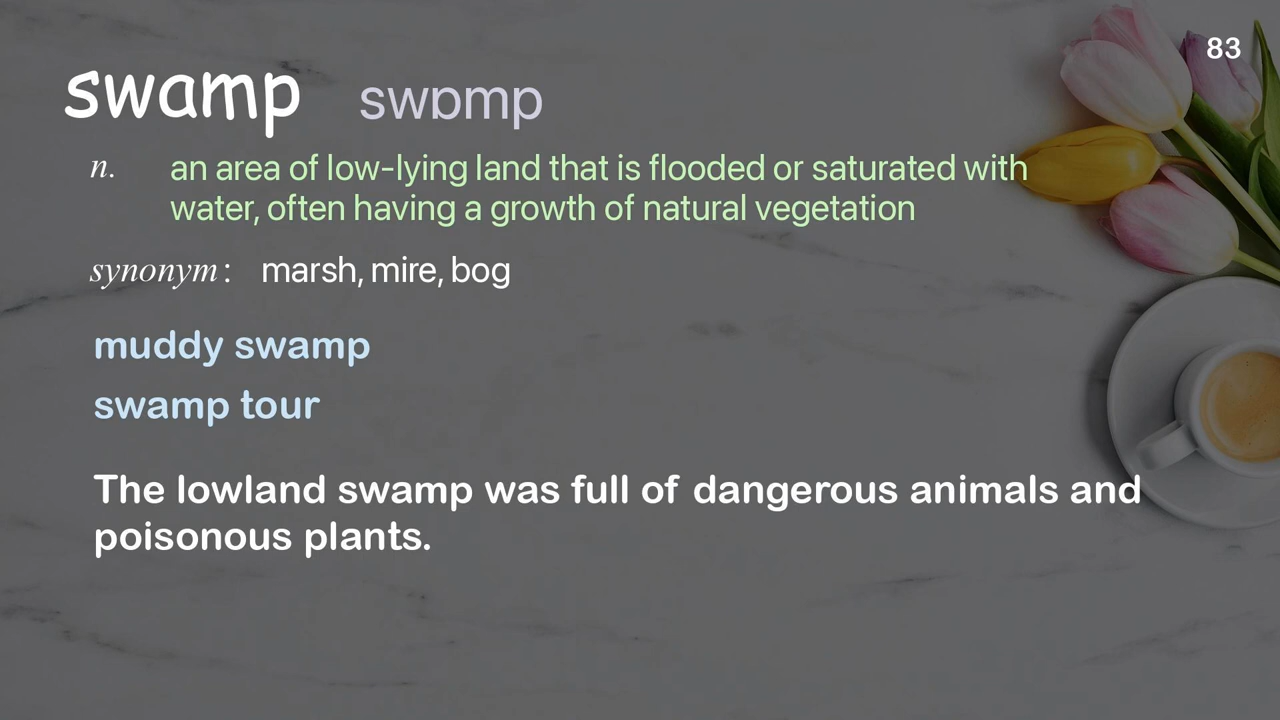 83
swamp swɒmp
n. an area of low-lying land that is flooded or saturated with
water, often having a growth of natural vegetation
synonym: marsh, mire, bog
muddy swamp
swamp tour
The lowland swamp was full of dangerous animals and
poisonous plants.